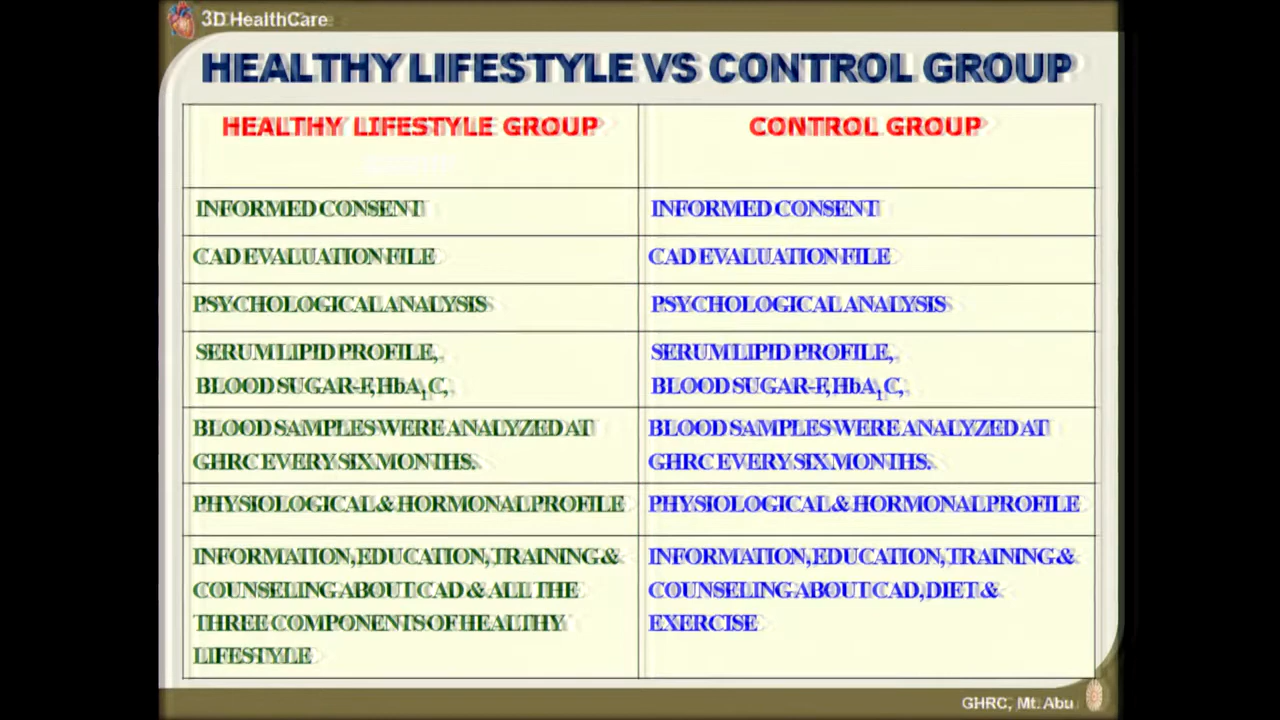 3D HealthCare
HEALTHY LIFESTYLE VS CONTROL GROUP
HEALTHY LIFESTYLE GROUP
CONTROL GROUP
INFORMED CONSENT
INFORMED CONSENT
CAD EVALUATION FILE
CAD EVALUATION FILE
PSYCHOLOGICAL ANALYSIS
PSYCHOLOGICAL ANALYSIS
SERUM LIPID PROFILE,
BLOOD SUGAR-F, HbA1C,
SERUM LIPID PROFILE,
BLOOD SUGAR-F, HbA1C,
BLOOD SAMPLES WERE ANALYZED AT
GHRC EVERY SIX MONTHS.
BLOOD SAMPLES WERE ANALYZED AT
GHRC EVERY SIX MONTHS.
PHYSIOLOGICAL & HORMONAL PROFILE
PHYSIOLOGICAL & HORMONAL PROFILE
INFORMATION, EDUCATION, TRAINING &
COUNSELING ABOUT CAD & ALL THE
THREE COMPONENTS OF HEALTHY
LIFESTYLE
INFORMATION, EDUCATION, TRAINING &
COUNSELING ABOUT CAD, DIET &
EXERCISE
GHRC, Mt. Abu